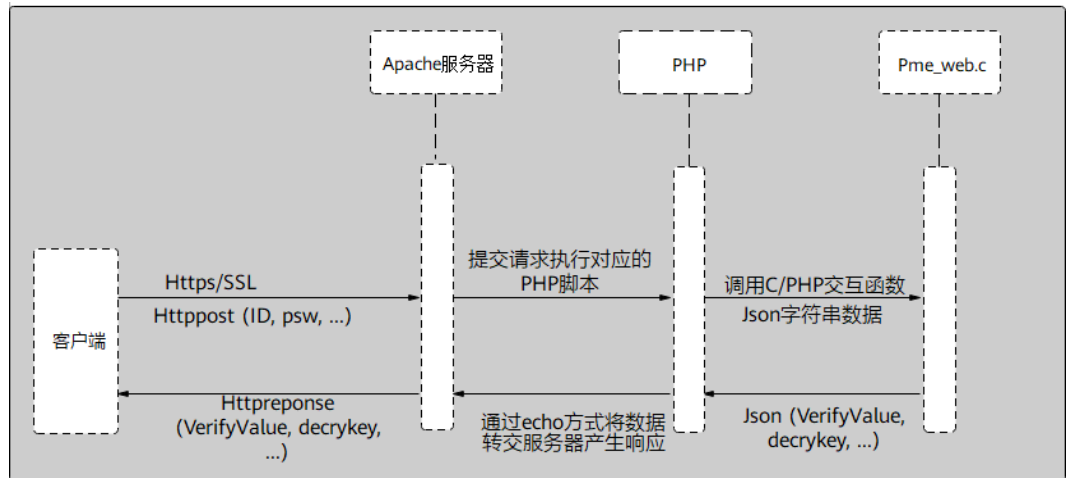 Apache服务器
PHP
Pme_web.c
客户端
Https/SSL
Httppost (ID, psw, ...)
提交请求执行对应的
PHP脚本
调用C/PHP交互函数
Json字符串数据
Httpreponse
(VerifyValue, decrykey,
...)
通过echo方式将数据
转交服务器产生响应
Json (VerifyValue,
decrykey, ...)